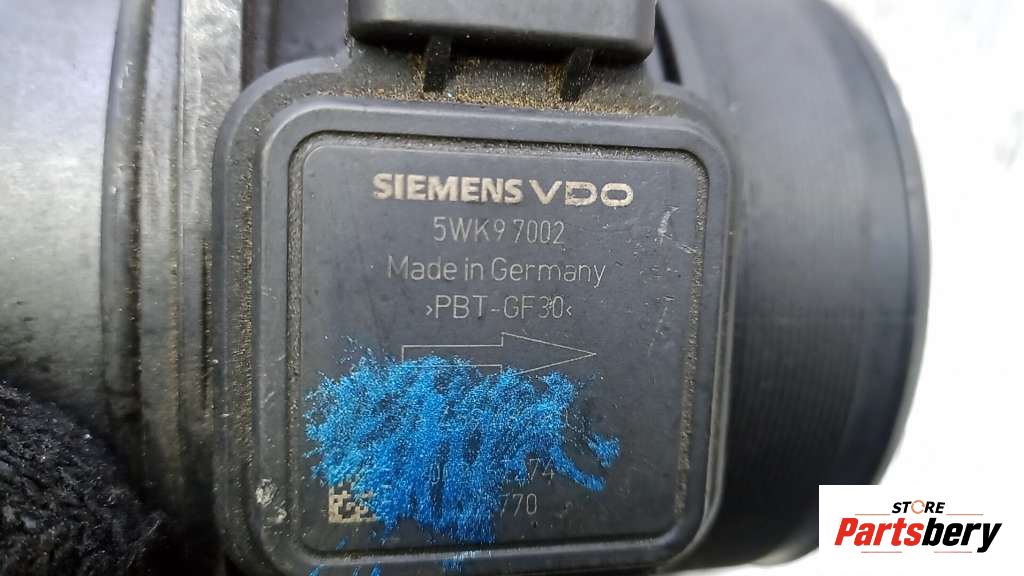 SIEMENS VDO
5WK9 7002
Made in Germany
>PBT-GF30<
STORE
Partsbery